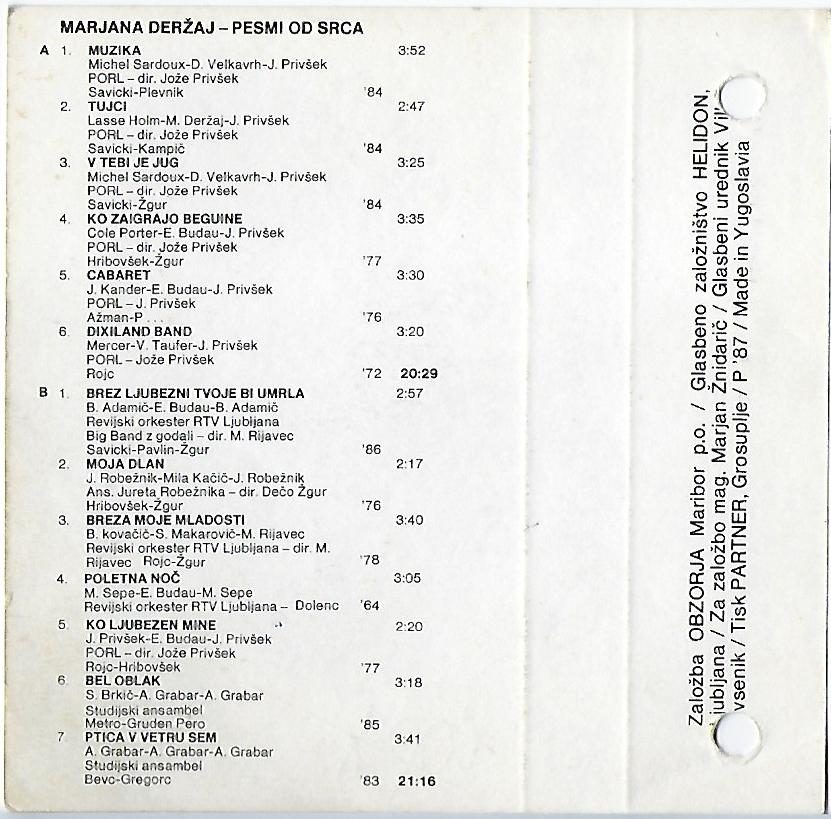 MARJANA DERŽAJ – PESMI OD SRCA
A 1. MUZIKA 3:52
Michel Sardoux-D. Velkavrh-J. Privšek
PORL – dir. Jože Privšek
Savicki-Plevnik '84
2. TUJCI 2:47
Lasse Holm-M. Deržaj-J. Privšek
PORL – dir. Jože Privšek
Savicki-Kampič '84
3. V TEBI JE JUG 3:25
Michel Sardoux-D. Velkavrh-J. Privšek
PORL – dir. Jože Privšek
Savicki-Žgur '84
4. KO ZAIGRAJO BEGUINE 3:35
Cole Porter-E. Budau-J. Privšek
PORL – dir. Jože Privšek
Hribovšek-Žgur '77
5. CABARET 3:30
J. Kander-E. Budau-J. Privšek
PORL – J. Privšek
Ažman-P ... '76
6. DIXILAND BAND 3:20
Mercer-V. Taufer-J. Privšek
PORL – Jože Privšek
Rojc '72 20:29
B 1. BREZ LJUBEZNI TVOJE BI UMRLA 2:57
B. Adamič-E. Budau-B. Adamič
Revijski orkester RTV Ljubljana
Big Band z godali – dir. M. Rijavec
Savicki-Pavlin-Žgur '86
2. MOJA DLAN 2:17
J. Robežnik-Mila Kačič-J. Robežnik
Ans. Jureta Robežnika – dir. Dečo Žgur
Hribovšek-Žgur '76
3. BREZA MOJE MLADOSTI 3:40
B. kovačič-S. Makarovič-M. Rijavec
Revijski orkester RTV Ljubljana – dir. M.
Rijavec Rojc-Žgur '78
4. POLETNA NOČ 3:05
M. Sepe-E. Budau-M. Sepe
Revijski orkester RTV Ljubljana – Dolenc '64
5. KO LJUBEZEN MINE 2:20
J. Privšek-E. Budau-J. Privšek
PORL – dir. Jože Privšek
Rojc-Hribovšek '77
6. BEL OBLAK 3:18
S. Brkič-A. Grabar-A. Grabar
Studijski ansambel
Metro-Gruden Pero '85
7. PTICA V VETRU SEM 3:41
A. Grabar-A. Grabar-A. Grabar
Studijski ansambel
Bevc-Gregorc '83 21:16
Založba OBZORJA Maribor p.o. / Glasbeno založništvo HELIDON,
jubljana / Za založbo mag. Marjan Žnidarič / Glasbeni urednik Vil
vsenik / Tisk PARTNER, Grosuplje / P '87 / Made in Yugoslavia